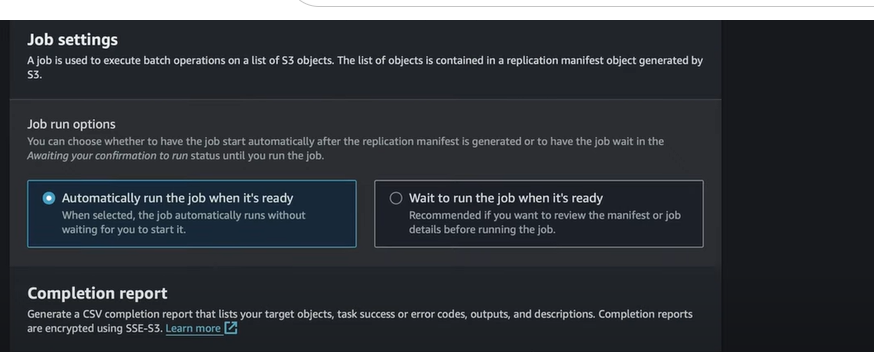 Job settings
A job is used to execute batch operations on a list of S3 objects. The list of objects is contained in a replication manifest object generated by
S3.
Job run options
You can choose whether to have the job start automatically after the replication manifest is generated or to have the job wait in the
Awaiting your confirmation to run status until you run the job.
Automatically run the job when it's ready
When selected, the job automatically runs without
waiting for you to start it.
Wait to run the job when it's ready
Recommended if you want to review the manifest or job
details before running the job.
Completion report
Generate a CSV completion report that lists your target objects, task success or error codes, outputs, and descriptions. Completion reports
are encrypted using SSE-S3. Learn more